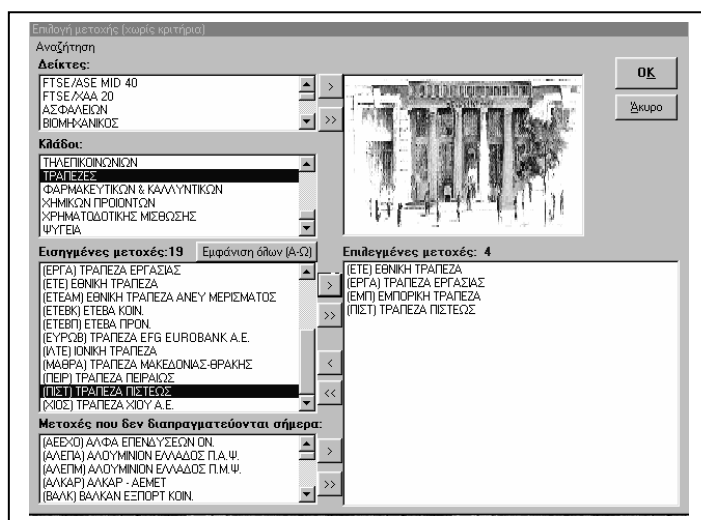 Επιλογή μετοχής (χωρίς κριτήρια)
Αναζήτηση
Δείκτες:
FTSE/ASE MID 40
FTSE/XAA 20
ΑΣΦΑΛΕΙΩΝ
ΒΙΟΜΗΧΑΝΙΚΟΣ
>
>>
OK
Άκυρο
Κλάδοι:
ΤΗΛΕΠΙΚΟΙΝΩΝΙΩΝ
ΤΡΑΠΕΖΕΣ
ΦΑΡΜΑΚΕΥΤΙΚΩΝ & ΚΑΛΛΥΝΤΙΚΩΝ
ΧΗΜΙΚΩΝ ΠΡΟΙΟΝΤΩΝ
ΧΡΗΜΑΤΟΔΟΤΙΚΗΣ ΜΙΣΘΩΣΗΣ
ΨΥΓΕΙΑ
Εισηγμένες μετοχές:19 Εμφάνιση όλων (Α-Ω)
(ΕΡΓΑ) ΤΡΑΠΕΖΑ ΕΡΓΑΣΙΑΣ
(ΕΤΕ) ΕΘΝΙΚΗ ΤΡΑΠΕΖΑ
(ΕΤΕΑΜ) ΕΘΝΙΚΗ ΤΡΑΠΕΖΑ ΑΝΕΥ ΜΕΡΙΣΜΑΤΟΣ
(ΕΤΕΒΚ) ΕΤΕΒΑ ΚΟΙΝ.
(ΕΤΕΒΠ) ΕΤΕΒΑ ΠΡΟΝ.
(ΕΥΡΩΒ) ΤΡΑΠΕΖΑ EFG EUROBANK Α.Ε.
(ΙΛΤΕ) ΙΟΝΙΚΗ ΤΡΑΠΕΖΑ
(ΜΑΘΡΑ) ΤΡΑΠΕΖΑ ΜΑΚΕΔΟΝΙΑΣ-ΘΡΑΚΗΣ
(ΠΕΙΡ) ΤΡΑΠΕΖΑ ΠΕΙΡΑΙΩΣ
(ΠΙΣΤ) ΤΡΑΠΕΖΑ ΠΙΣΤΕΩΣ
(ΧΙΟΣ) ΤΡΑΠΕΖΑ ΧΙΟΥ Α.Ε.
>
>>
<
<<
Επιλεγμένες μετοχές: 4
(ΕΤΕ) ΕΘΝΙΚΗ ΤΡΑΠΕΖΑ
(ΕΡΓΑ) ΤΡΑΠΕΖΑ ΕΡΓΑΣΙΑΣ
(ΕΜΠ) ΕΜΠΟΡΙΚΗ ΤΡΑΠΕΖΑ
(ΠΙΣΤ) ΤΡΑΠΕΖΑ ΠΙΣΤΕΩΣ
Μετοχές που δεν διαπραγματεύονται σήμερα:
(ΑΕΕΧΟ) ΑΛΦΑ ΕΠΕΝΔΥΣΕΩΝ ΟΝ.
(ΑΛΕΠΑ) ΑΛΟΥΜΙΝΙΟΝ ΕΛΛΑΔΟΣ Π.Α.Ψ.
(ΑΛΕΠΜ) ΑΛΟΥΜΙΝΙΟΝ ΕΛΛΑΔΟΣ Π.Μ.Ψ.
(ΑΛΚΑΡ) ΑΛΚΑΡ - ΑΕΜΕΤ
(ΒΑΛΚ) ΒΑΛΚΑΝ ΕΞΠΟΡΤ ΚΟΙΝ.
>
>>